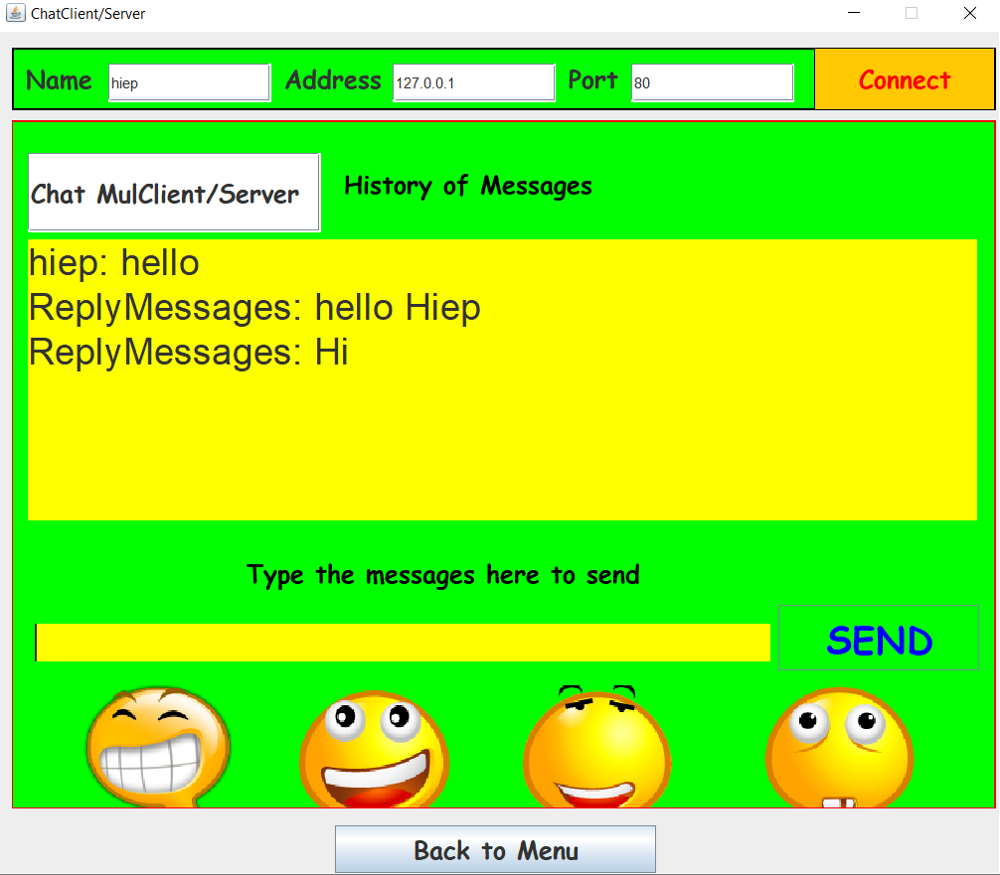 ChatClient/Server
Name hiep Address 127.0.0.1 Port 80 Connect
Chat MulClient/Server
History of Messages
hiep: hello
ReplyMessages: hello Hiep
ReplyMessages: Hi
Type the messages here to send
SEND
Back to Menu